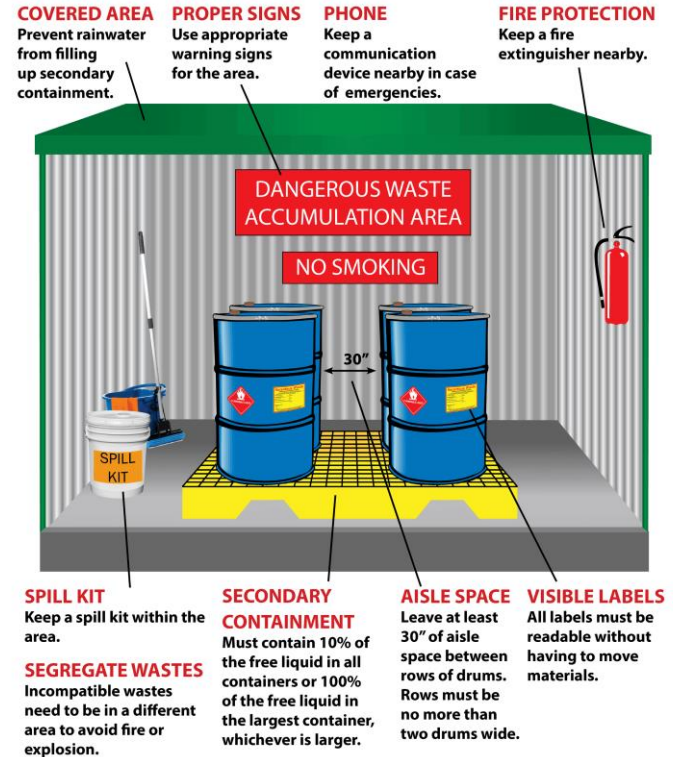 COVERED AREA
Prevent rainwater
from filling
up secondary
containment.
PROPER SIGNS
Use appropriate
warning signs
for the area.
PHONE
Keep a
communication
device nearby in case
of emergencies.
FIRE PROTECTION
Keep a fire
extinguisher nearby.
DANGEROUS WASTE
ACCUMULATION AREA
NO SMOKING
30"
SPILL
KIT
SPILL KIT
Keep a spill kit within the
area.
SEGREGATE WASTES
Incompatible wastes
need to be in a different
area to avoid fire or
explosion.
SECONDARY
CONTAINMENT
Must contain 10% of
the free liquid in all
containers or 100%
of the free liquid in
the largest container,
whichever is larger.
AISLE SPACE
Leave at least
30" of aisle
space between
rows of drums.
Rows must be
no more than
two drums wide.
VISIBLE LABELS
All labels must be
readable without
having to move
materials.